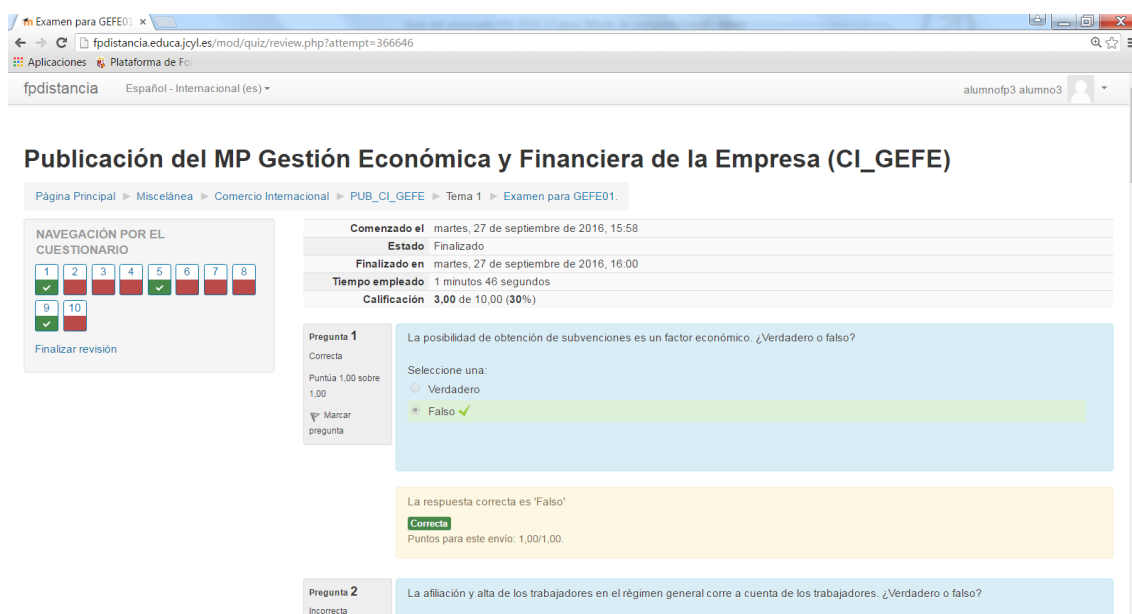 Examen para GEFE01
fpdistancia.educa.jcyl.es/mod/quiz/review.php?attempt=366646
Aplicaciones Plataforma de Fo
fpdistancia Español - Internacional (es) alumnofp3 alumno3
Publicación del MP Gestión Económica y Financiera de la Empresa (CI_GEFE)
Página Principal Miscelánea Comercio Internacional PUB_CI_GEFE Tema 1 Examen para GEFE01.
NAVEGACIÓN POR EL
CUESTIONARIO
1 2 3 4 5 6 7 8
9 10
Finalizar revisión
Comenzado el martes, 27 de septiembre de 2016, 15:58
Estado Finalizado
Finalizado en martes, 27 de septiembre de 2016, 16:00
Tiempo empleado 1 minutos 46 segundos
Calificación 3,00 de 10,00 (30%)
Pregunta 1
Correcta
Puntúa 1,00 sobre
1,00
Marcar
pregunta
La posibilidad de obtención de subvenciones es un factor económico. ¿Verdadero o falso?
Seleccione una:
Verdadero
Falso
La respuesta correcta es 'Falso'
Correcta
Puntos para este envío: 1,00/1,00.
Pregunta 2
Incorrecta
La afiliación y alta de los trabajadores en el régimen general corre a cuenta de los trabajadores. ¿Verdadero o falso?